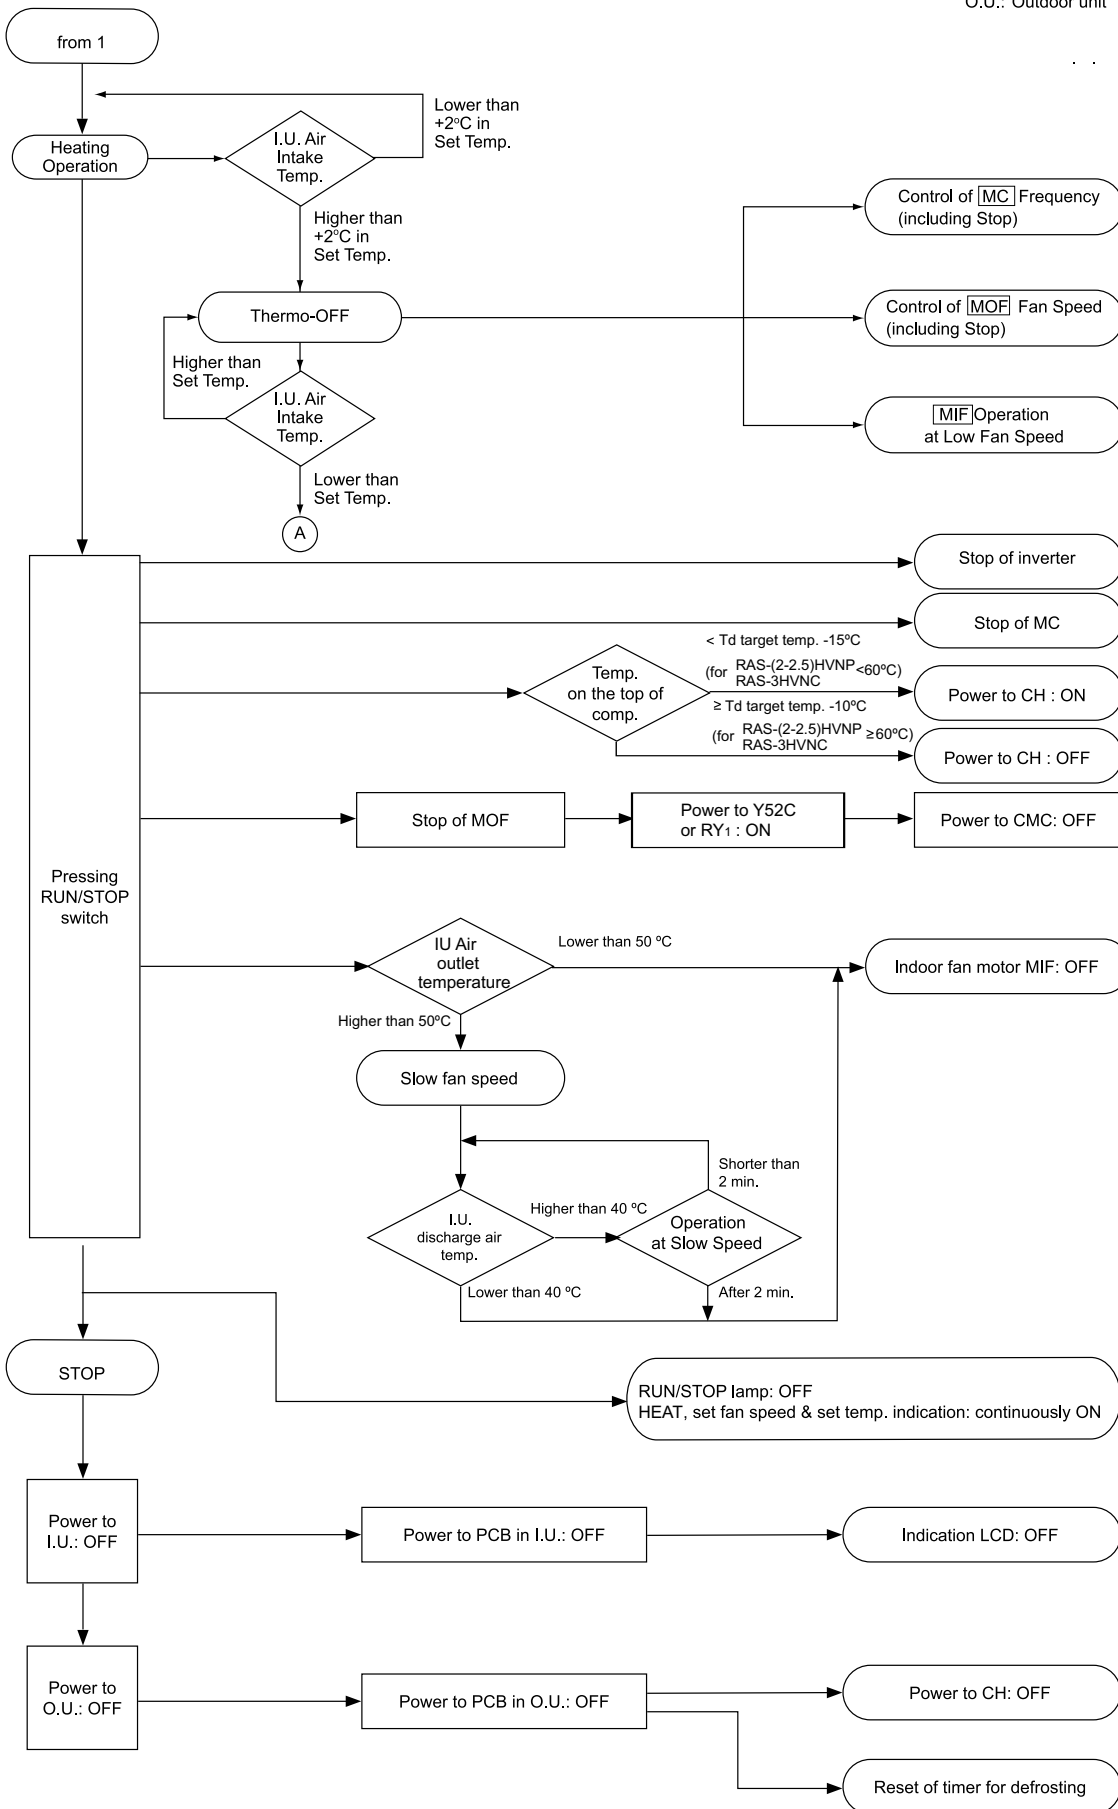 O.U.: Outdoor unit
from 1
Lower than
+2ºC in
Set Temp.
Heating
Operation
I.U. Air
Intake
Temp.
Higher than
+2ºC in
Set Temp.
Control of MC Frequency
(including Stop)
Thermo-OFF
Control of MOF Fan Speed
(including Stop)
Higher than
Set Temp.
I.U. Air
Intake
Temp.
MIF Operation
at Low Fan Speed
Lower than
Set Temp.
A
Stop of inverter
Stop of MC
< Td target temp. -15ºC
(for RAS-(2-2.5)HVNP <60ºC)
RAS-3HVNC
Temp.
on the top of
comp.
Power to CH : ON
≥ Td target temp. -10ºC
(for RAS-(2-2.5)HVNP ≥60ºC)
RAS-3HVNC
Power to CH : OFF
Stop of MOF
Power to Y52C
or RY1 : ON
Power to CMC: OFF
Pressing
RUN/STOP
switch
IU Air
outlet
temperature
Lower than 50 ºC
Indoor fan motor MIF: OFF
Higher than 50ºC
Slow fan speed
Shorter than
2 min.
I.U.
discharge air
temp.
Higher than 40 ºC
Operation
at Slow Speed
Lower than 40 ºC
After 2 min.
STOP
RUN/STOP lamp: OFF
HEAT, set fan speed & set temp. indication: continuously ON
Power to
I.U.: OFF
Power to PCB in I.U.: OFF
Indication LCD: OFF
Power to
O.U.: OFF
Power to PCB in O.U.: OFF
Power to CH: OFF
Reset of timer for defrosting